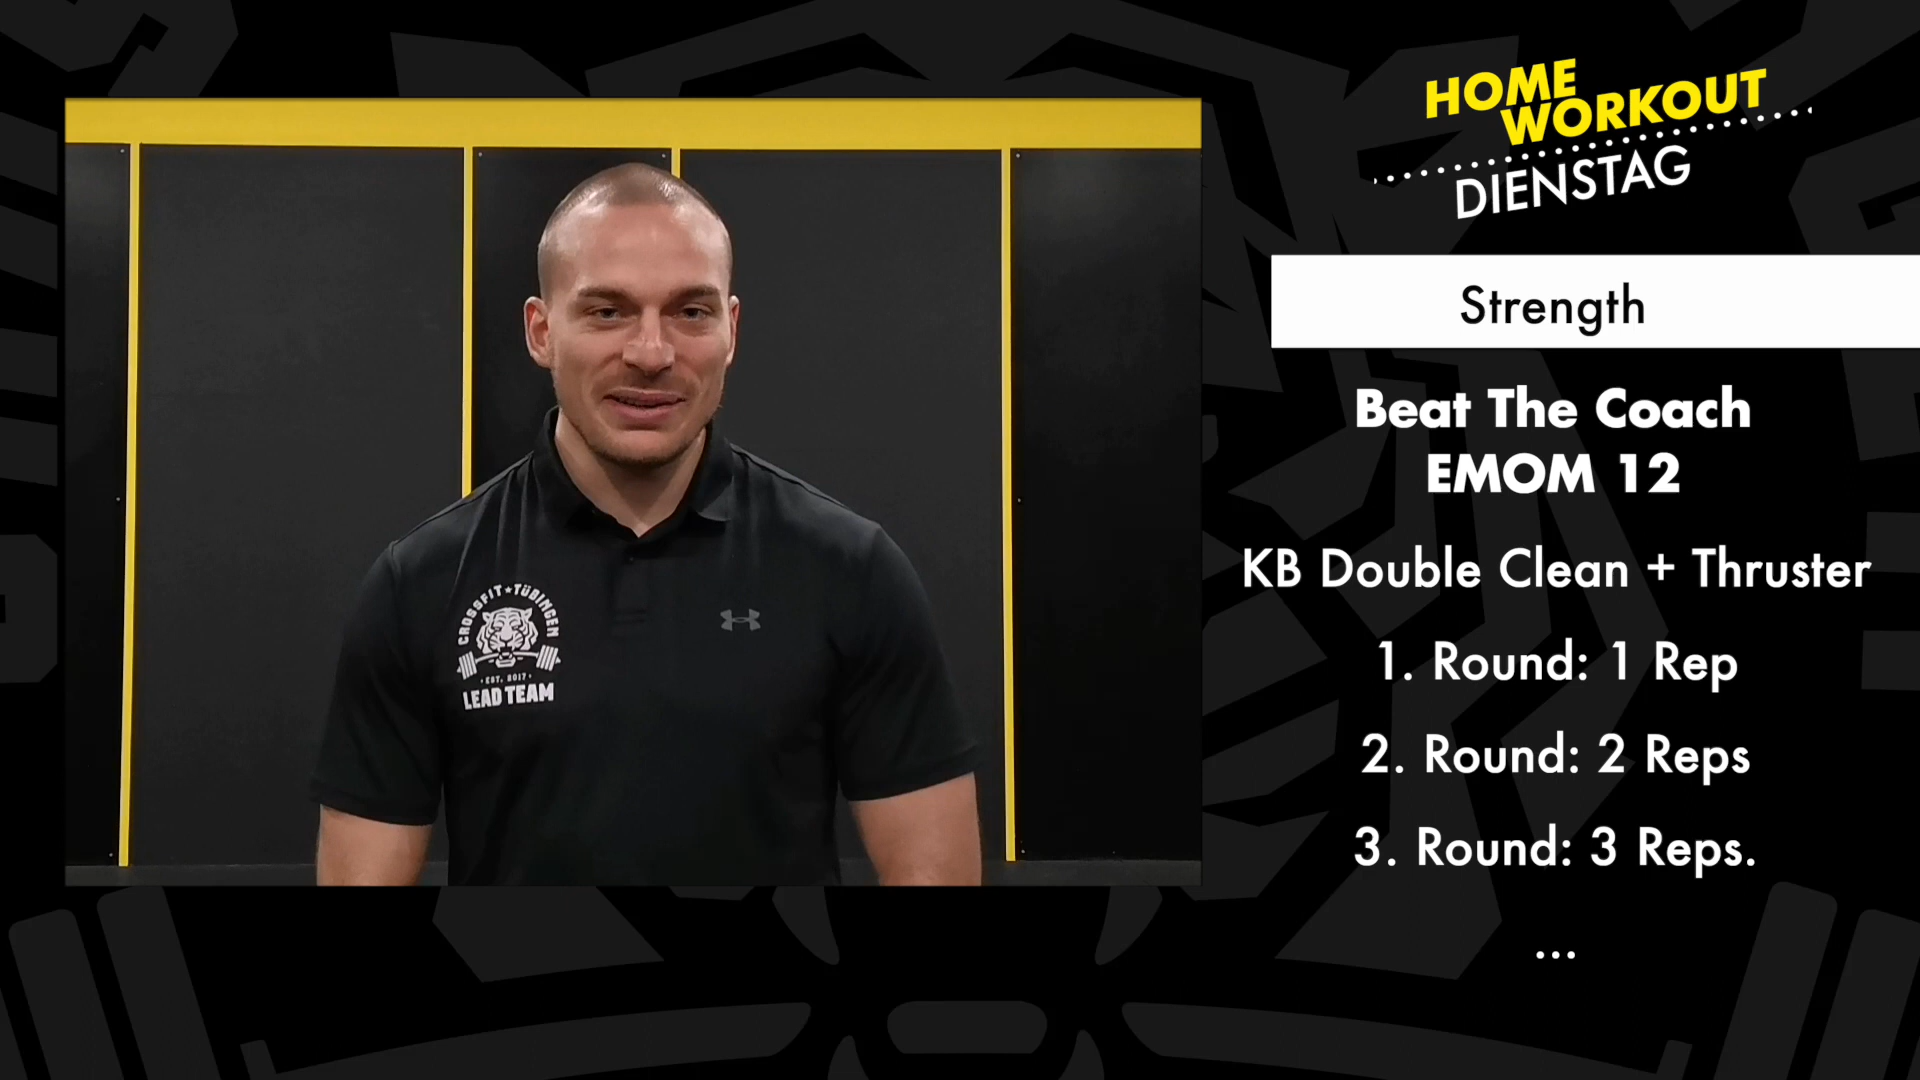 HOME
WORKOUT
DIENSTAG
Strength
Beat The Coach
EMOM 12
KB Double Clean + Thruster
1. Round: 1 Rep
2. Round: 2 Reps
3. Round: 3 Reps.
...
CROSSFIT★TÜBINGEN
·EST. 2017·
LEAD TEAM